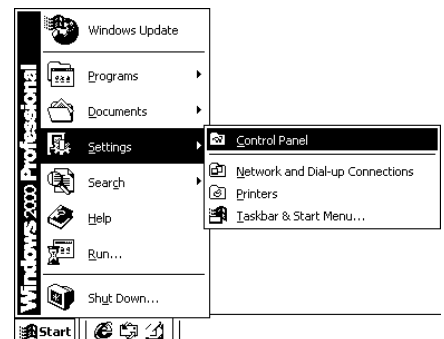 Windows 2000 Professional
Windows Update
Programs
Documents
Settings
Search
Help
Run...
Shut Down...
Control Panel
Network and Dial-up Connections
Printers
Taskbar & Start Menu...
Start